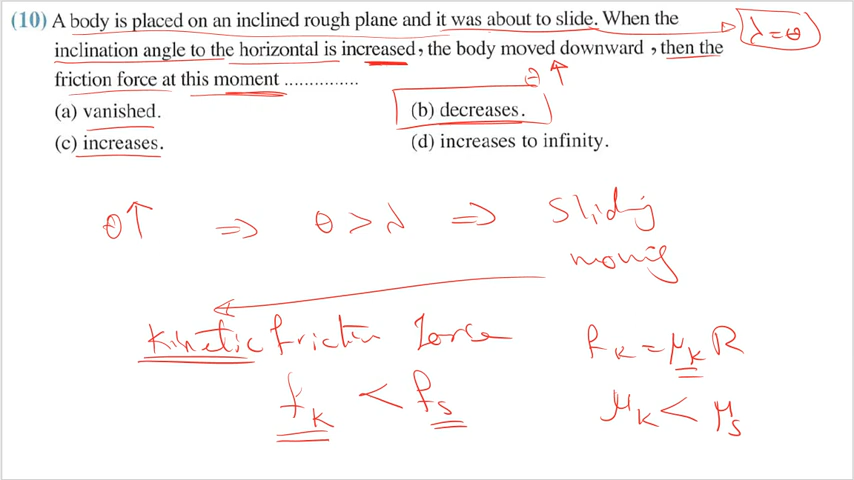 (10) A body is placed on an inclined rough plane and it was about to slide. When the λ = θ
inclination angle to the horizontal is increased, the body moved downward, then the
friction force at this moment ............... θ ↑
(a) vanished. (b) decreases.
(c) increases. (d) increases to infinity.
θ↑ ⇒ θ > λ ⇒ sliding
moving
Kinetic friction force f_K = μ_K R
f_K < f_s μ_K < μ_s